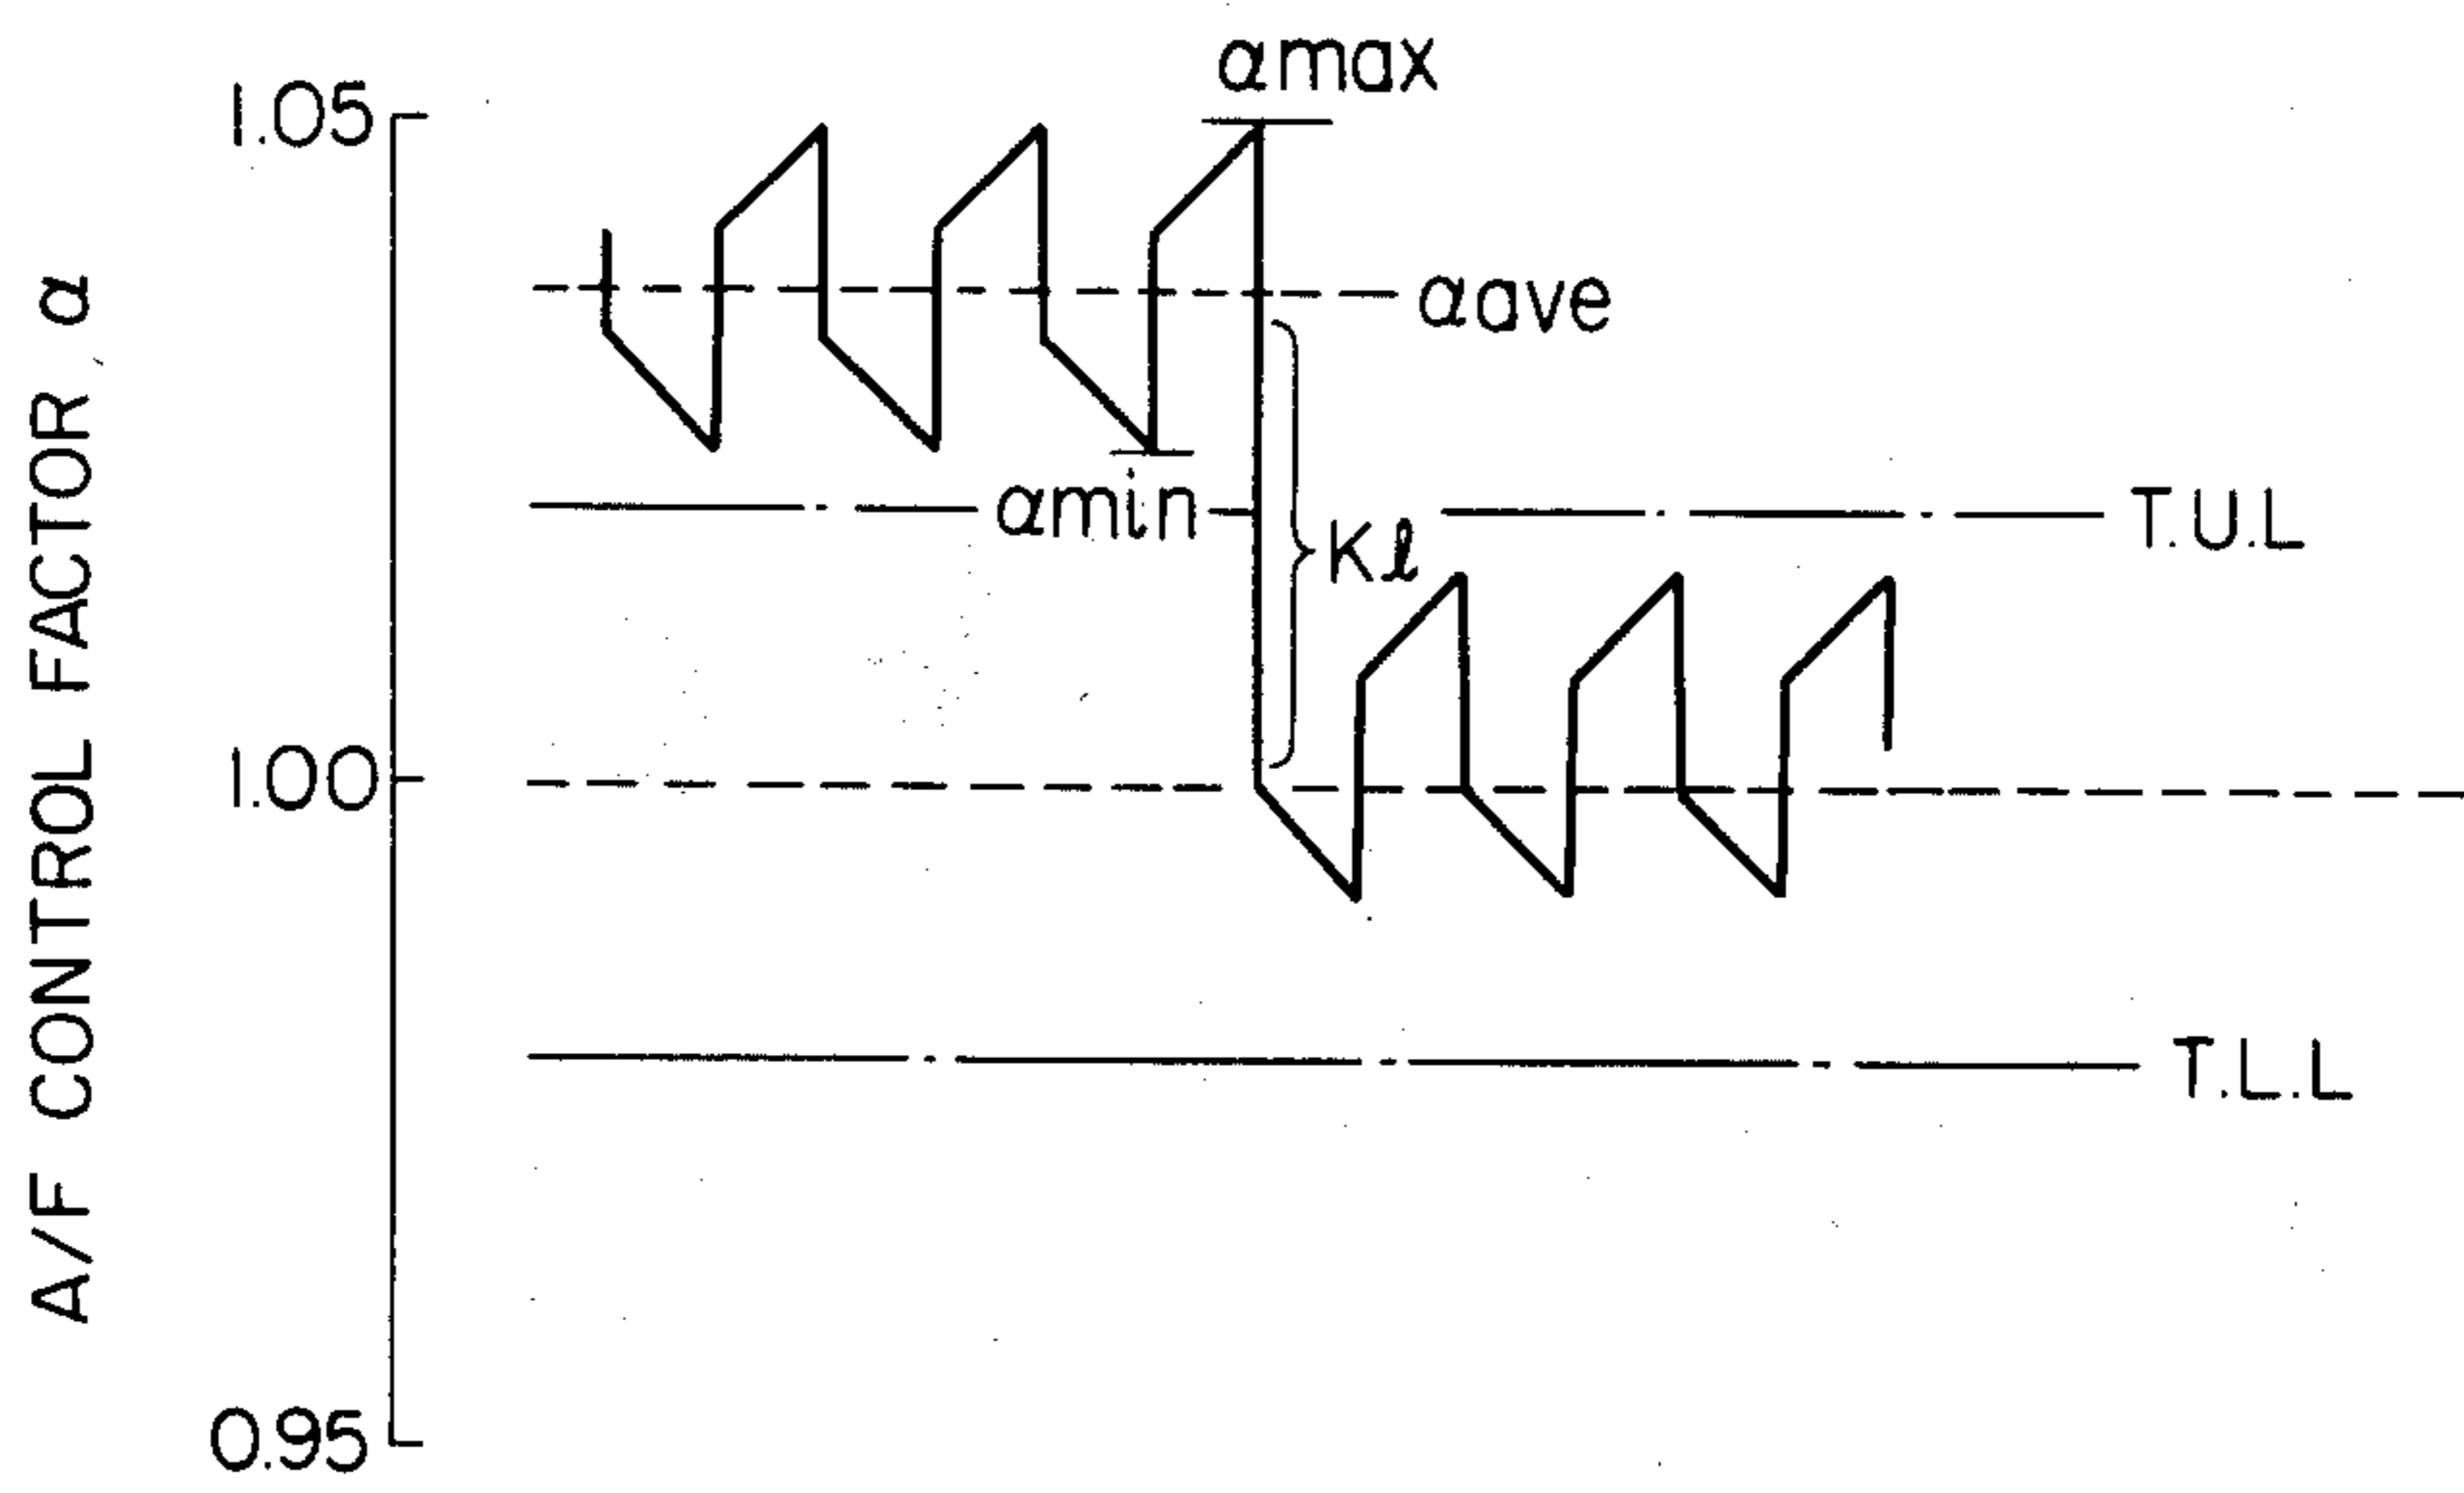 αmax
1.05
αave
αmin
T.U.L
Kℓ
1.00
T.L.L
0.95
A/F CONTROL FACTOR, α